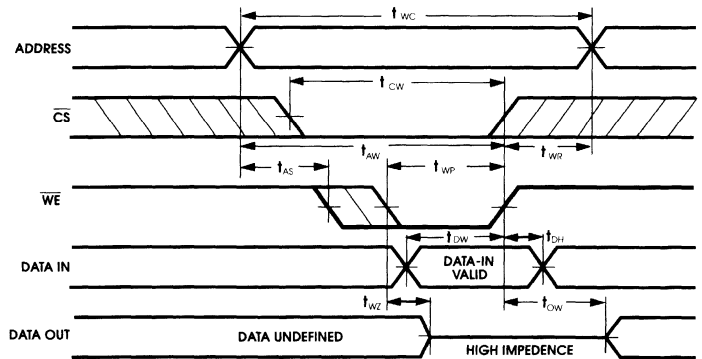 t WC
ADDRESS
t CW
CS
t AW
t WR
t AS
t WP
WE
t DW
t DH
DATA IN
DATA-IN
VALID
t WZ
t OW
DATA OUT
DATA UNDEFINED
HIGH IMPEDENCE